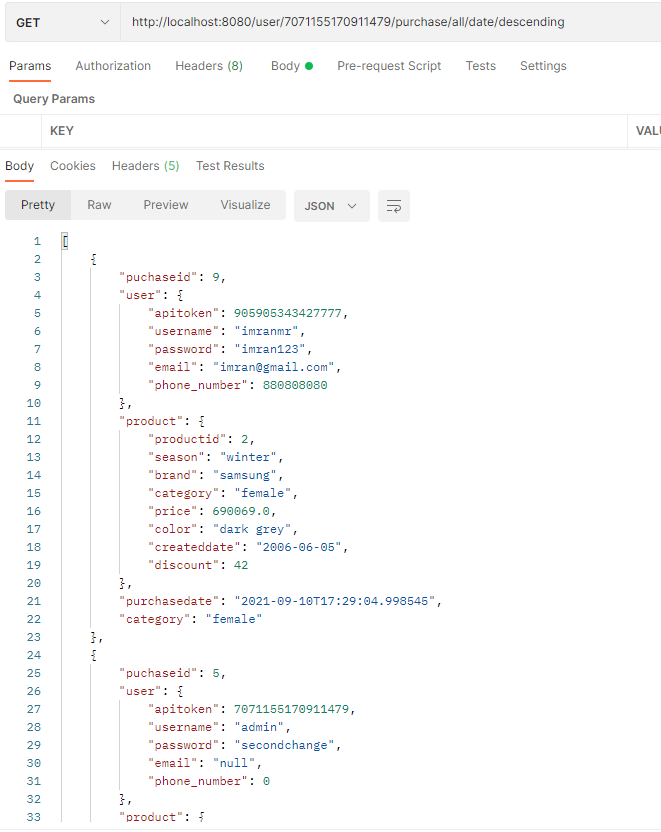 GET http://localhost:8080/user/7071155170911479/purchase/all/date/descending
Params Authorization Headers (8) Body Pre-request Script Tests Settings
Query Params
KEY VALU
Body Cookies Headers (5) Test Results
Pretty Raw Preview Visualize JSON
1 [
2 {
3 "puchaseid": 9,
4 "user": {
5 "apitoken": 905905343427777,
6 "username": "imranmr",
7 "password": "imran123",
8 "email": "imran@gmail.com",
9 "phone_number": 880808080
10 },
11 "product": {
12 "productid": 2,
13 "season": "winter",
14 "brand": "samsung",
15 "category": "female",
16 "price": 690069.0,
17 "color": "dark grey",
18 "createddate": "2006-06-05",
19 "discount": 42
20 },
21 "purchasedate": "2021-09-10T17:29:04.998545",
22 "category": "female"
23 },
24 {
25 "puchaseid": 5,
26 "user": {
27 "apitoken": 7071155170911479,
28 "username": "admin",
29 "password": "secondchange",
30 "email": "null",
31 "phone_number": 0
32 },
33 "product": {